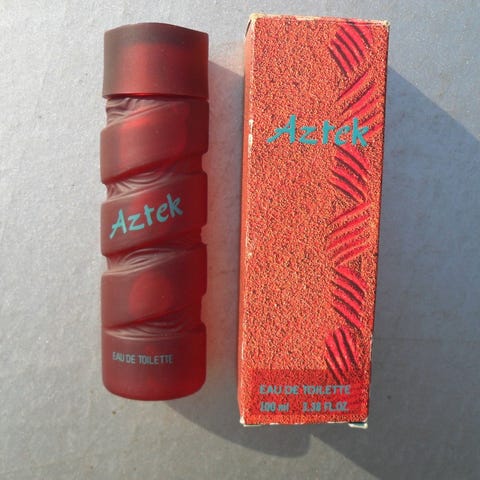 Aztek
EAU DE TOILETTE
Aztek
EAU DE TOILETTE
100 ml 3.38 FL.OZ.